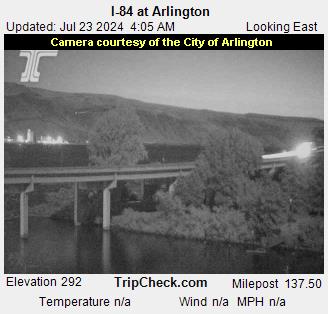 I-84 at Arlington
Updated: Jul 23 2024 4:05 AM Looking East
Camera courtesy of the City of Arlington
Elevation 292 TripCheck.com Milepost 137.50
Temperature n/a Wind n/a MPH n/a